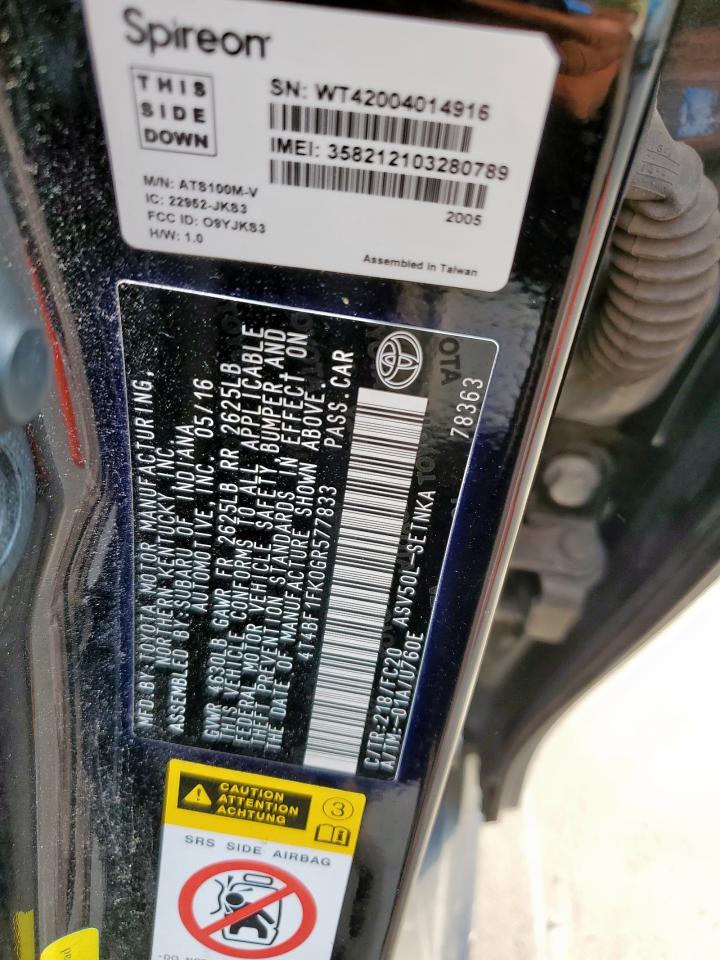 Spireon
THIS
SIDE
DOWN
SN: WT42004014916
IMEI: 358212103280789
M/N: ATS100M-V
IC: 22952-JKS3
FCC ID: O9YJKS3
H/W: 1.0
2005
Assembled in Taiwan
MFD BY TOYOTA MOTOR MANUFACTURING,
NORTHERN KENTUCKY INC.
ASSEMBLED BY SUBARU OF INDIANA
AUTOMOTIVE, INC. 05/16
GVWR 4630LB GAWR FR 2625LB RR 2625LB
THIS VEHICLE CONFORMS TO ALL APPLICABLE
FEDERAL MOTOR VEHICLE SAFETY, BUMPER, AND
THEFT PREVENTION STANDARDS IN EFFECT ON
THE DATE OF MANUFACTURE SHOWN ABOVE.
4T4BF1FK0GR577833 PASS.CAR
C/TR:218/FC20 ASV50L-SETNKA
A/TM:-01A/U760E 78363
CAUTION
ATTENTION
ACHTUNG
3
SRS SIDE AIRBAG